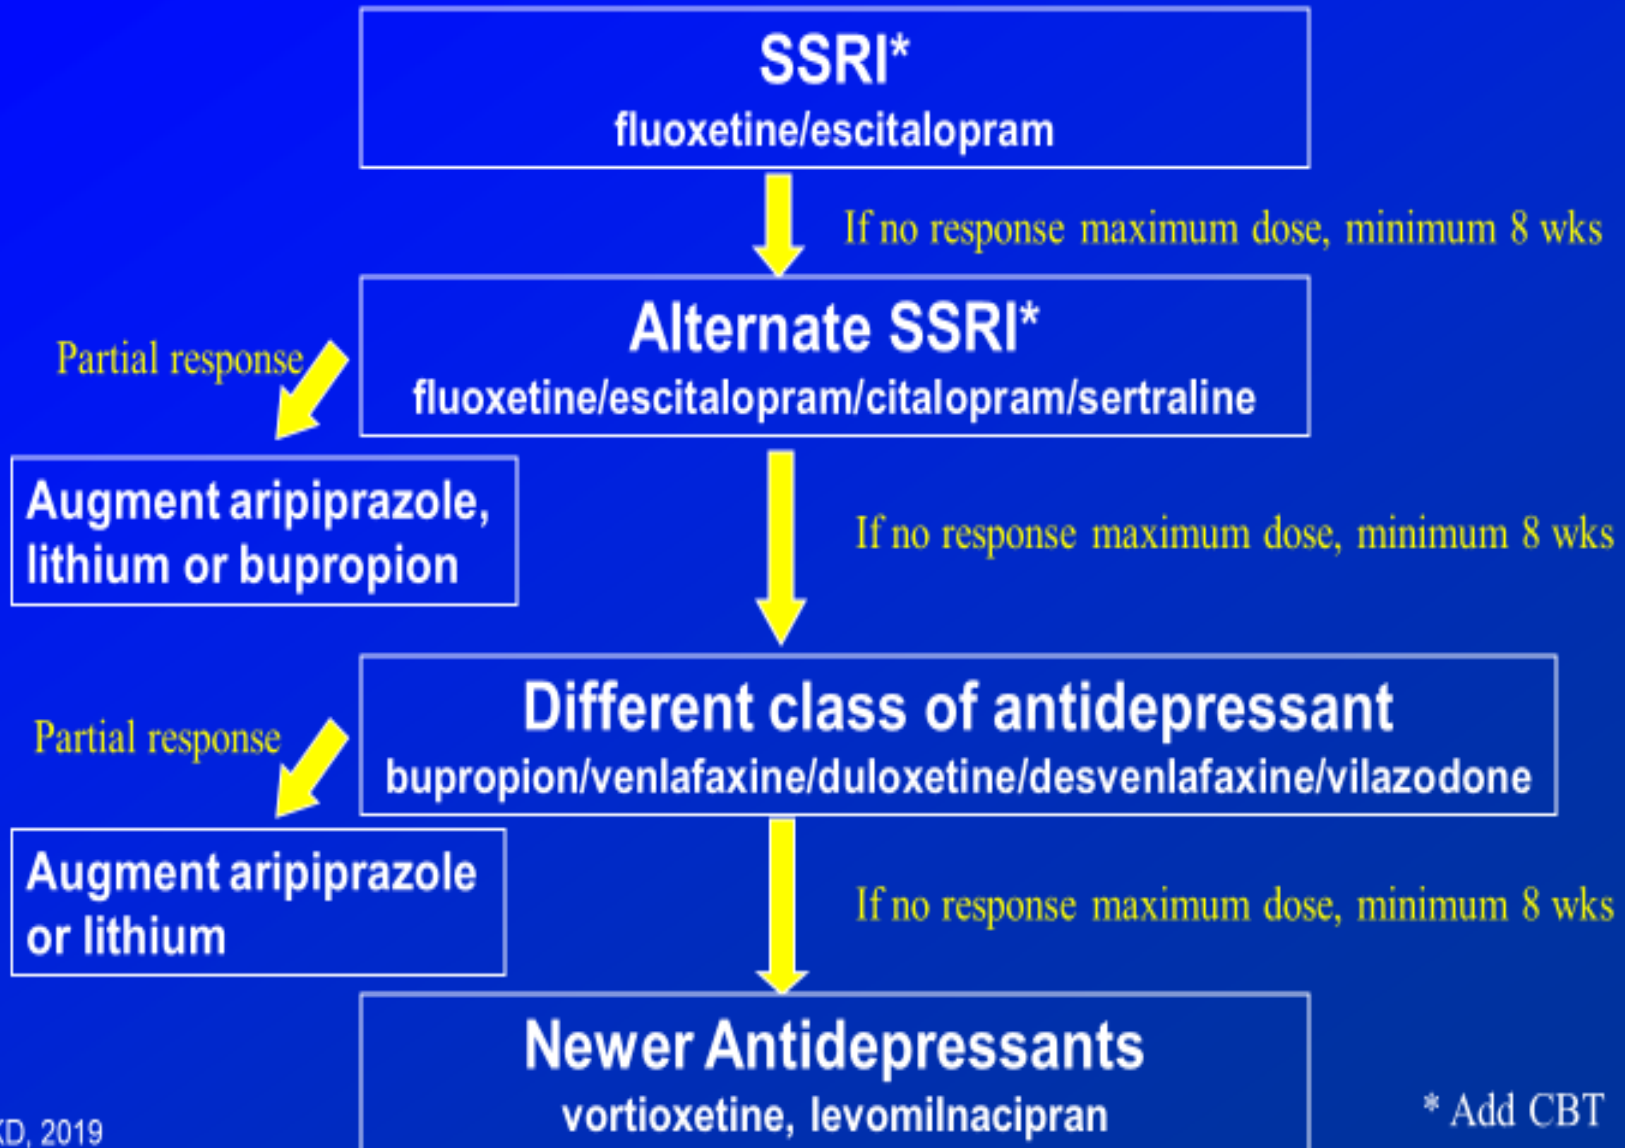 SSRI*
fluoxetine/escitalopram
If no response maximum dose, minimum 8 wks
Alternate SSRI*
fluoxetine/escitalopram/citalopram/sertraline
Partial response
Augment aripiprazole,
lithium or bupropion
If no response maximum dose, minimum 8 wks
Different class of antidepressant
bupropion/venlafaxine/duloxetine/desvenlafaxine/vilazodone
Partial response
Augment aripiprazole
or lithium
If no response maximum dose, minimum 8 wks
Newer Antidepressants
vortioxetine, levomilnacipran
* Add CBT
KD, 2019